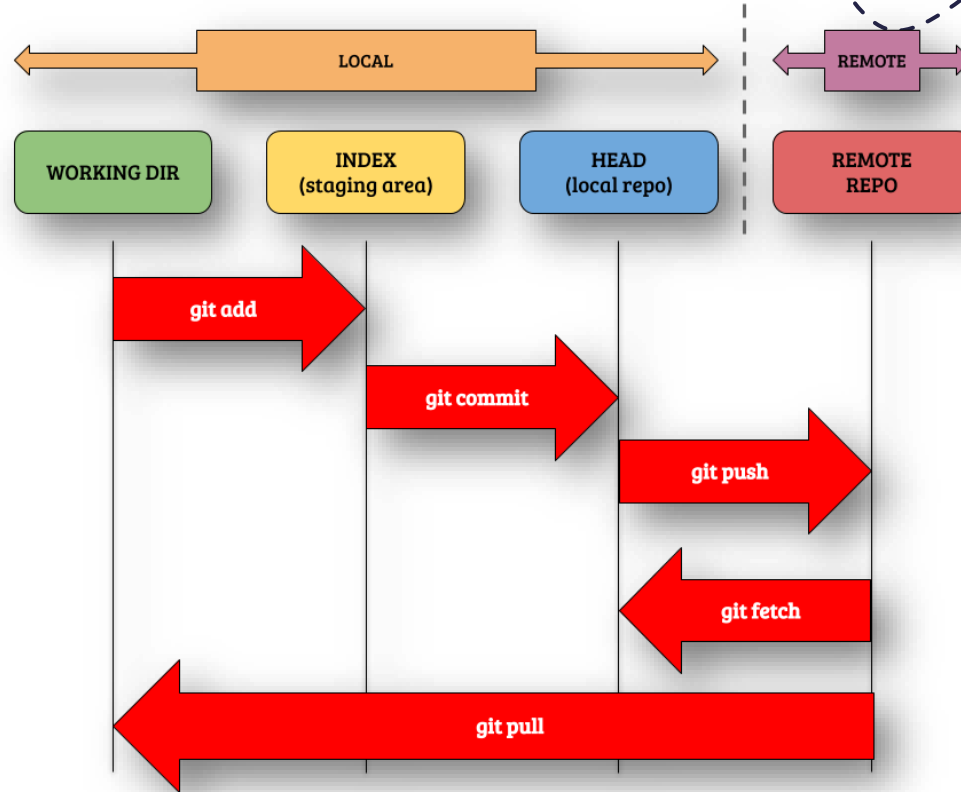 LOCAL
REMOTE
WORKING DIR
INDEX
(staging area)
HEAD
(local repo)
REMOTE
REPO
git add
git commit
git push
git fetch
git pull